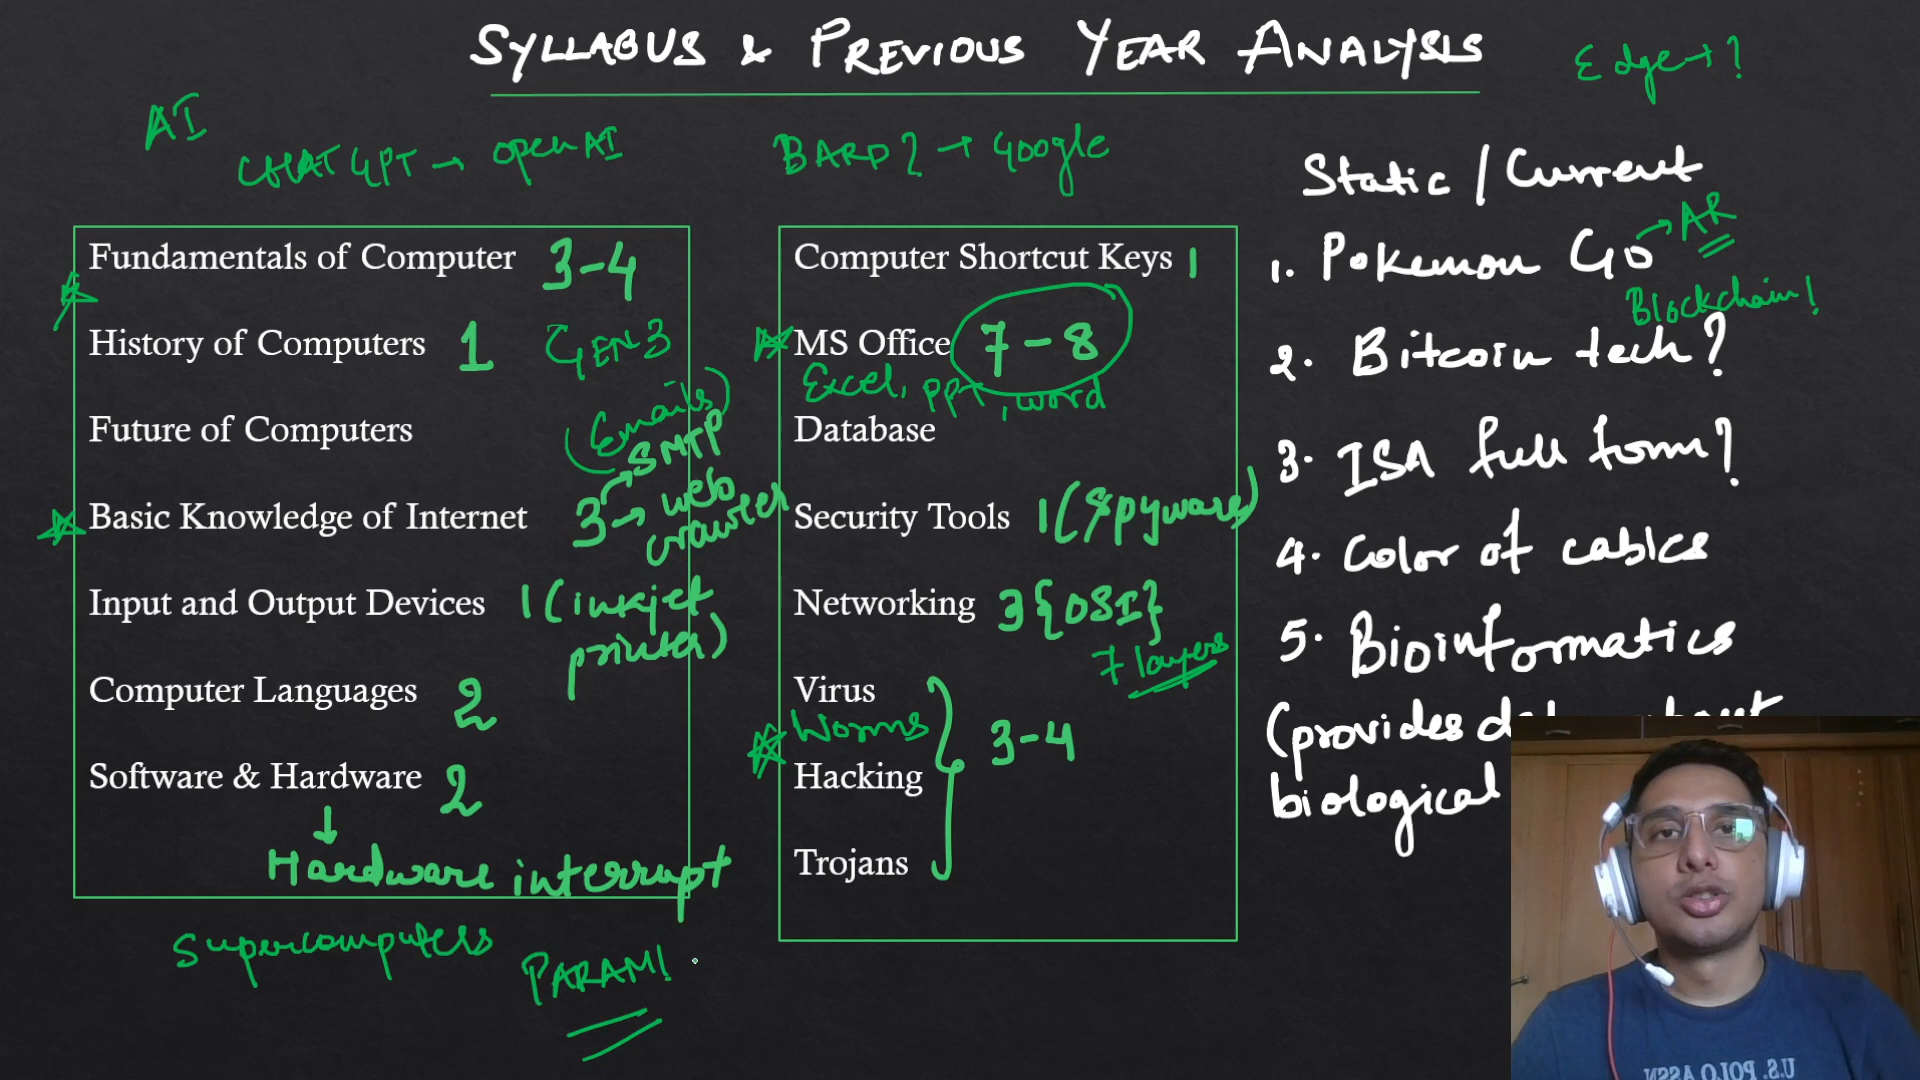 SYLLABUS & PREVIOUS YEAR ANALYSIS
Edge → ?
AI
CHAT GPT → openAI
BARD ? → Google
Fundamentals of Computer 3-4
History of Computers 1 GEN 3
Future of Computers
(Emails)
SMTP
Basic Knowledge of Internet 3 → web crawler
Input and Output Devices 1 (inkjet printer)
Computer Languages 2
Software & Hardware 2
↓
Hardware interrupt
Supercomputers
PARAM!
Computer Shortcut Keys 1
MS Office 7-8
Excel, ppt, word
Database
Security Tools 1 (Spyware)
Networking 3 {OSI}
7 layers
Virus
Worms
3-4
Hacking
Trojans
Static / Current
1. Pokemon Go → AR
Blockchain!
2. Bitcoin tech?
3. ISA full form?
4. Color of cables
5. Bioinformatics
(provides
biological
U.S. POLO ASSN